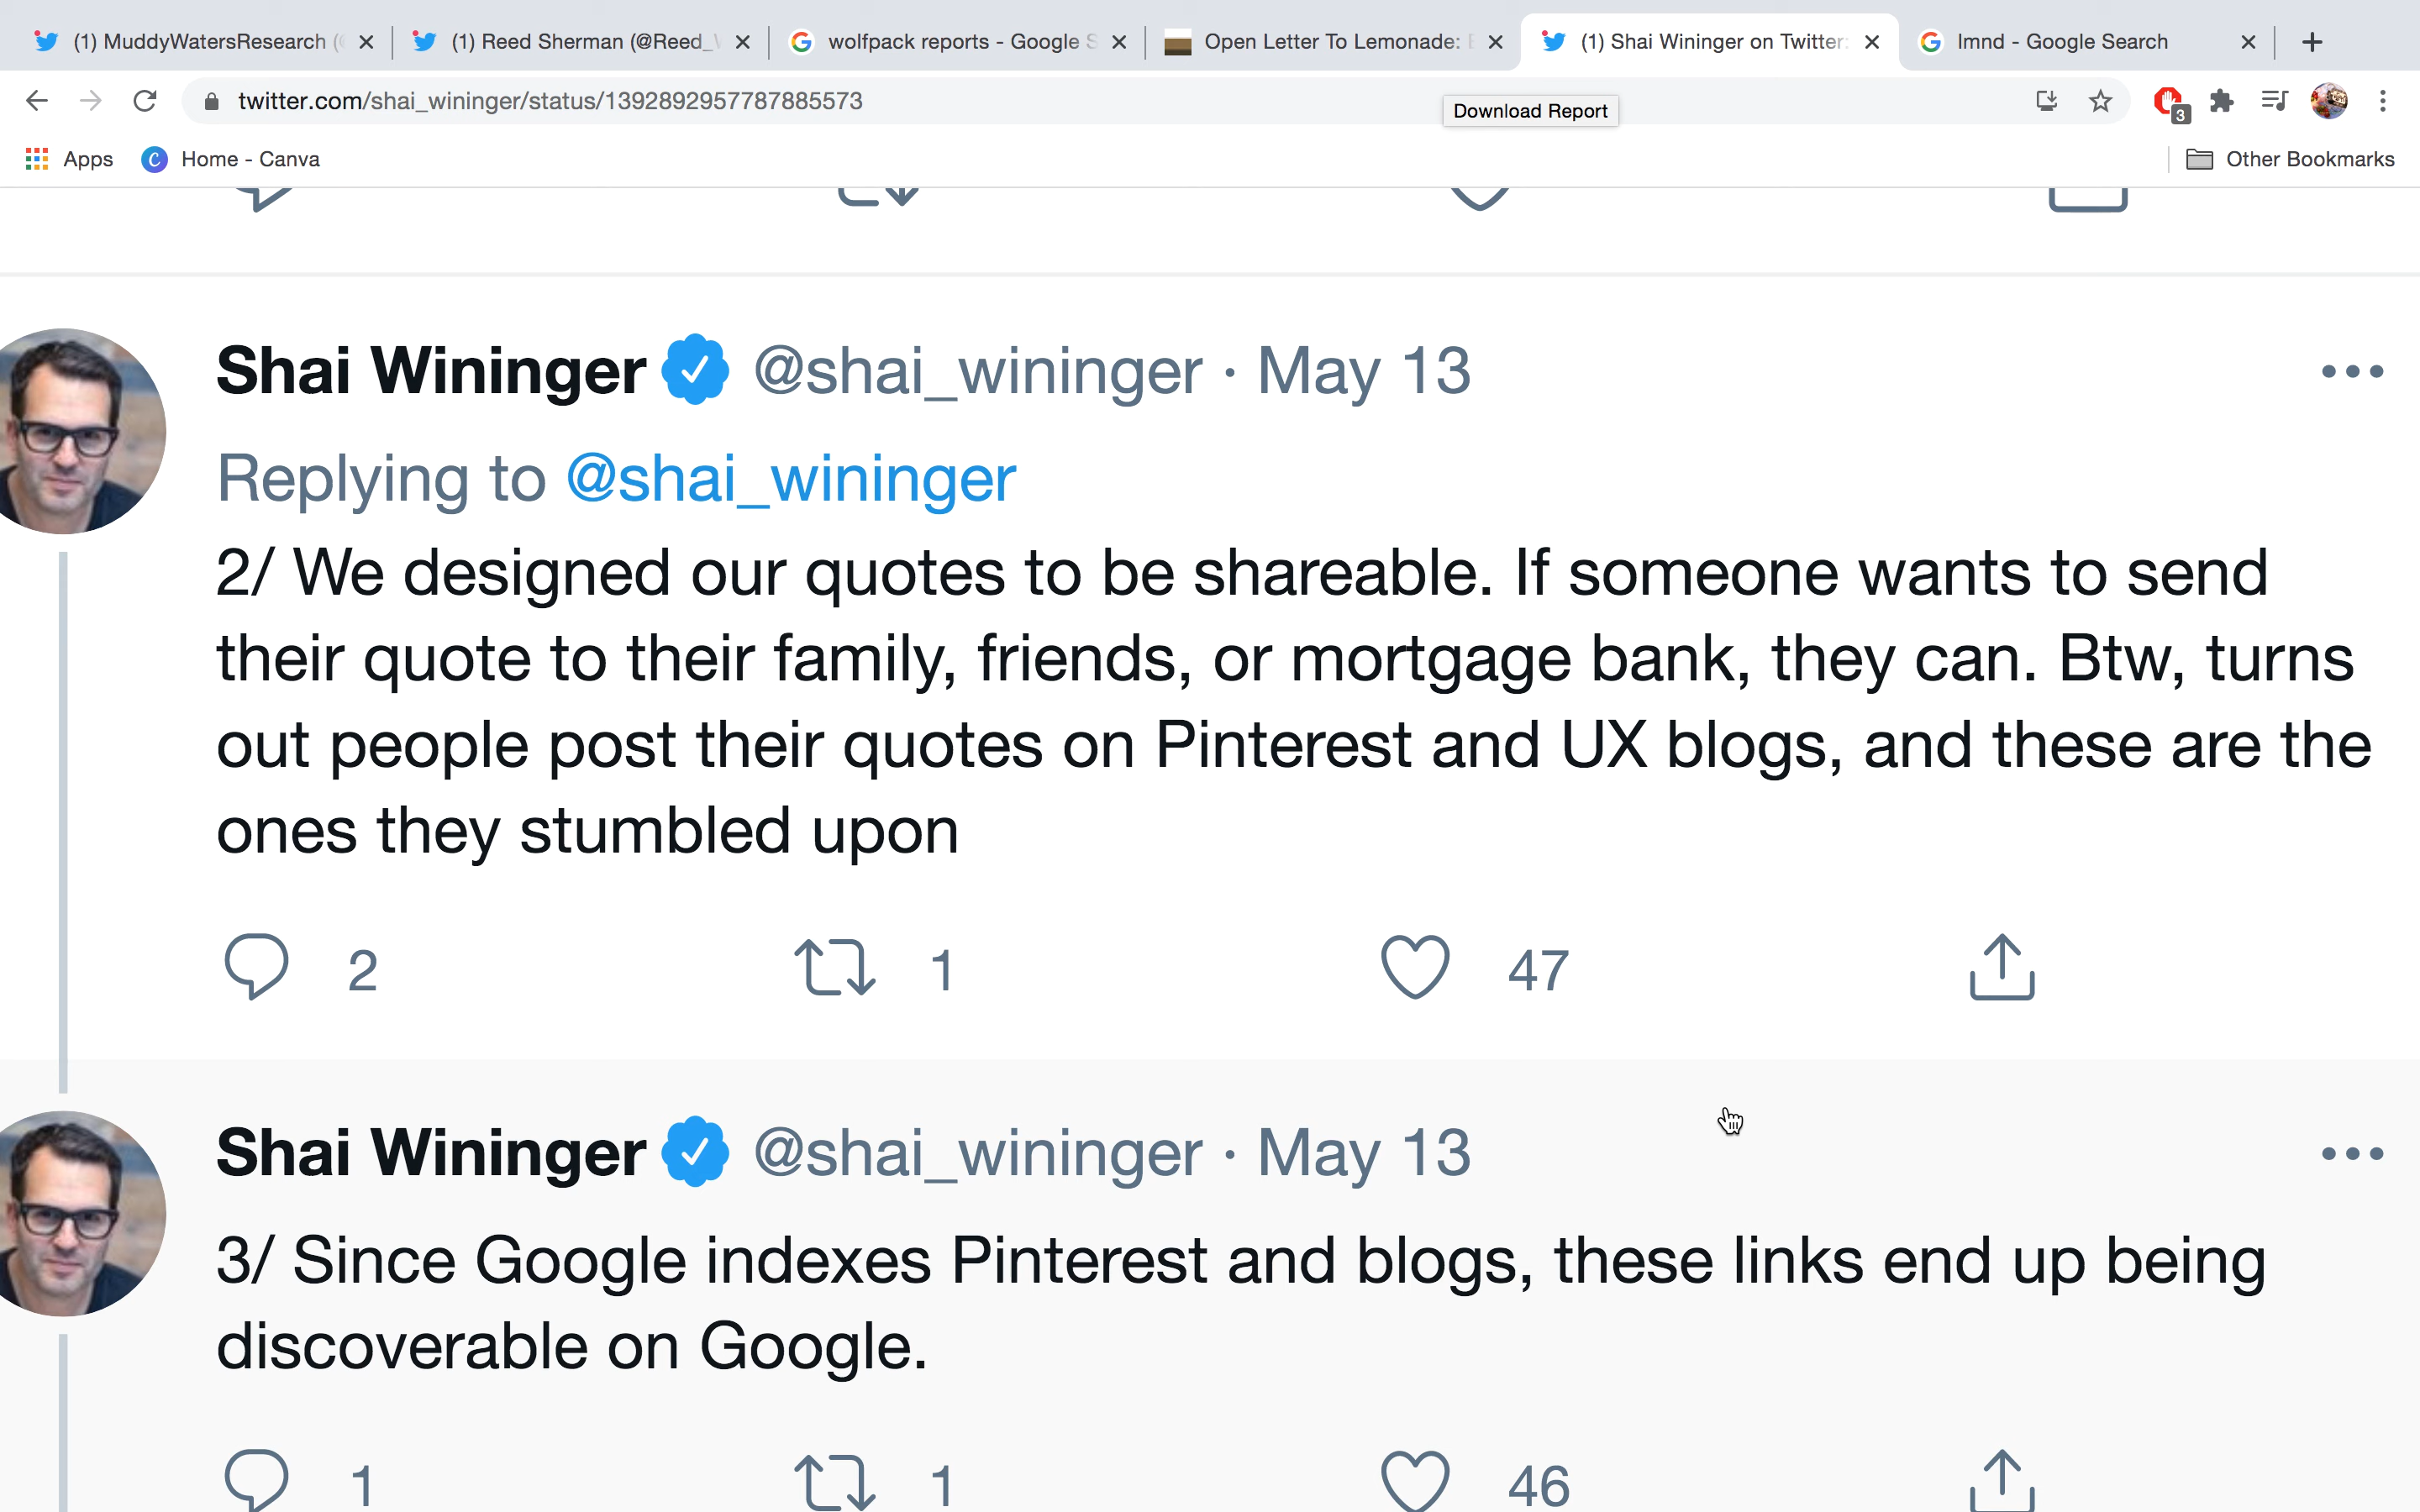 (1) MuddyWatersResearch (
(1) Reed Sherman (@Reed_
wolfpack reports - Google S
Open Letter To Lemonade:
(1) Shai Wininger on Twitter:
lmnd - Google Search
twitter.com/shai_wininger/status/1392892957787885573
Download Report
3
Apps
Home - Canva
Other Bookmarks
Shai Wininger @shai_wininger · May 13
Replying to @shai_wininger
2/ We designed our quotes to be shareable. If someone wants to send
their quote to their family, friends, or mortgage bank, they can. Btw, turns
out people post their quotes on Pinterest and UX blogs, and these are the
ones they stumbled upon
2 1 47
Shai Wininger @shai_wininger · May 13
3/ Since Google indexes Pinterest and blogs, these links end up being
discoverable on Google.
1 1 46